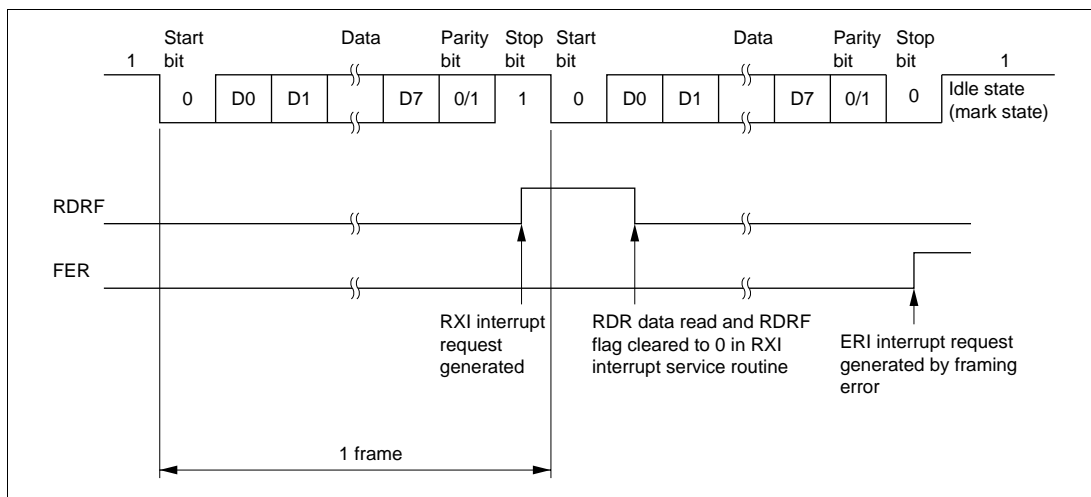 Start bit Data Parity bit Stop bit Start bit Data Parity bit Stop bit
1 1
0 D0 D1 D7 0/1 1 0 D0 D1 D7 0/1 0 Idle state (mark state)
RDRF
FER
RXI interrupt
request
generated
RDR data read and RDRF
flag cleared to 0 in RXI
interrupt service routine
ERI interrupt request
generated by framing
error
1 frame